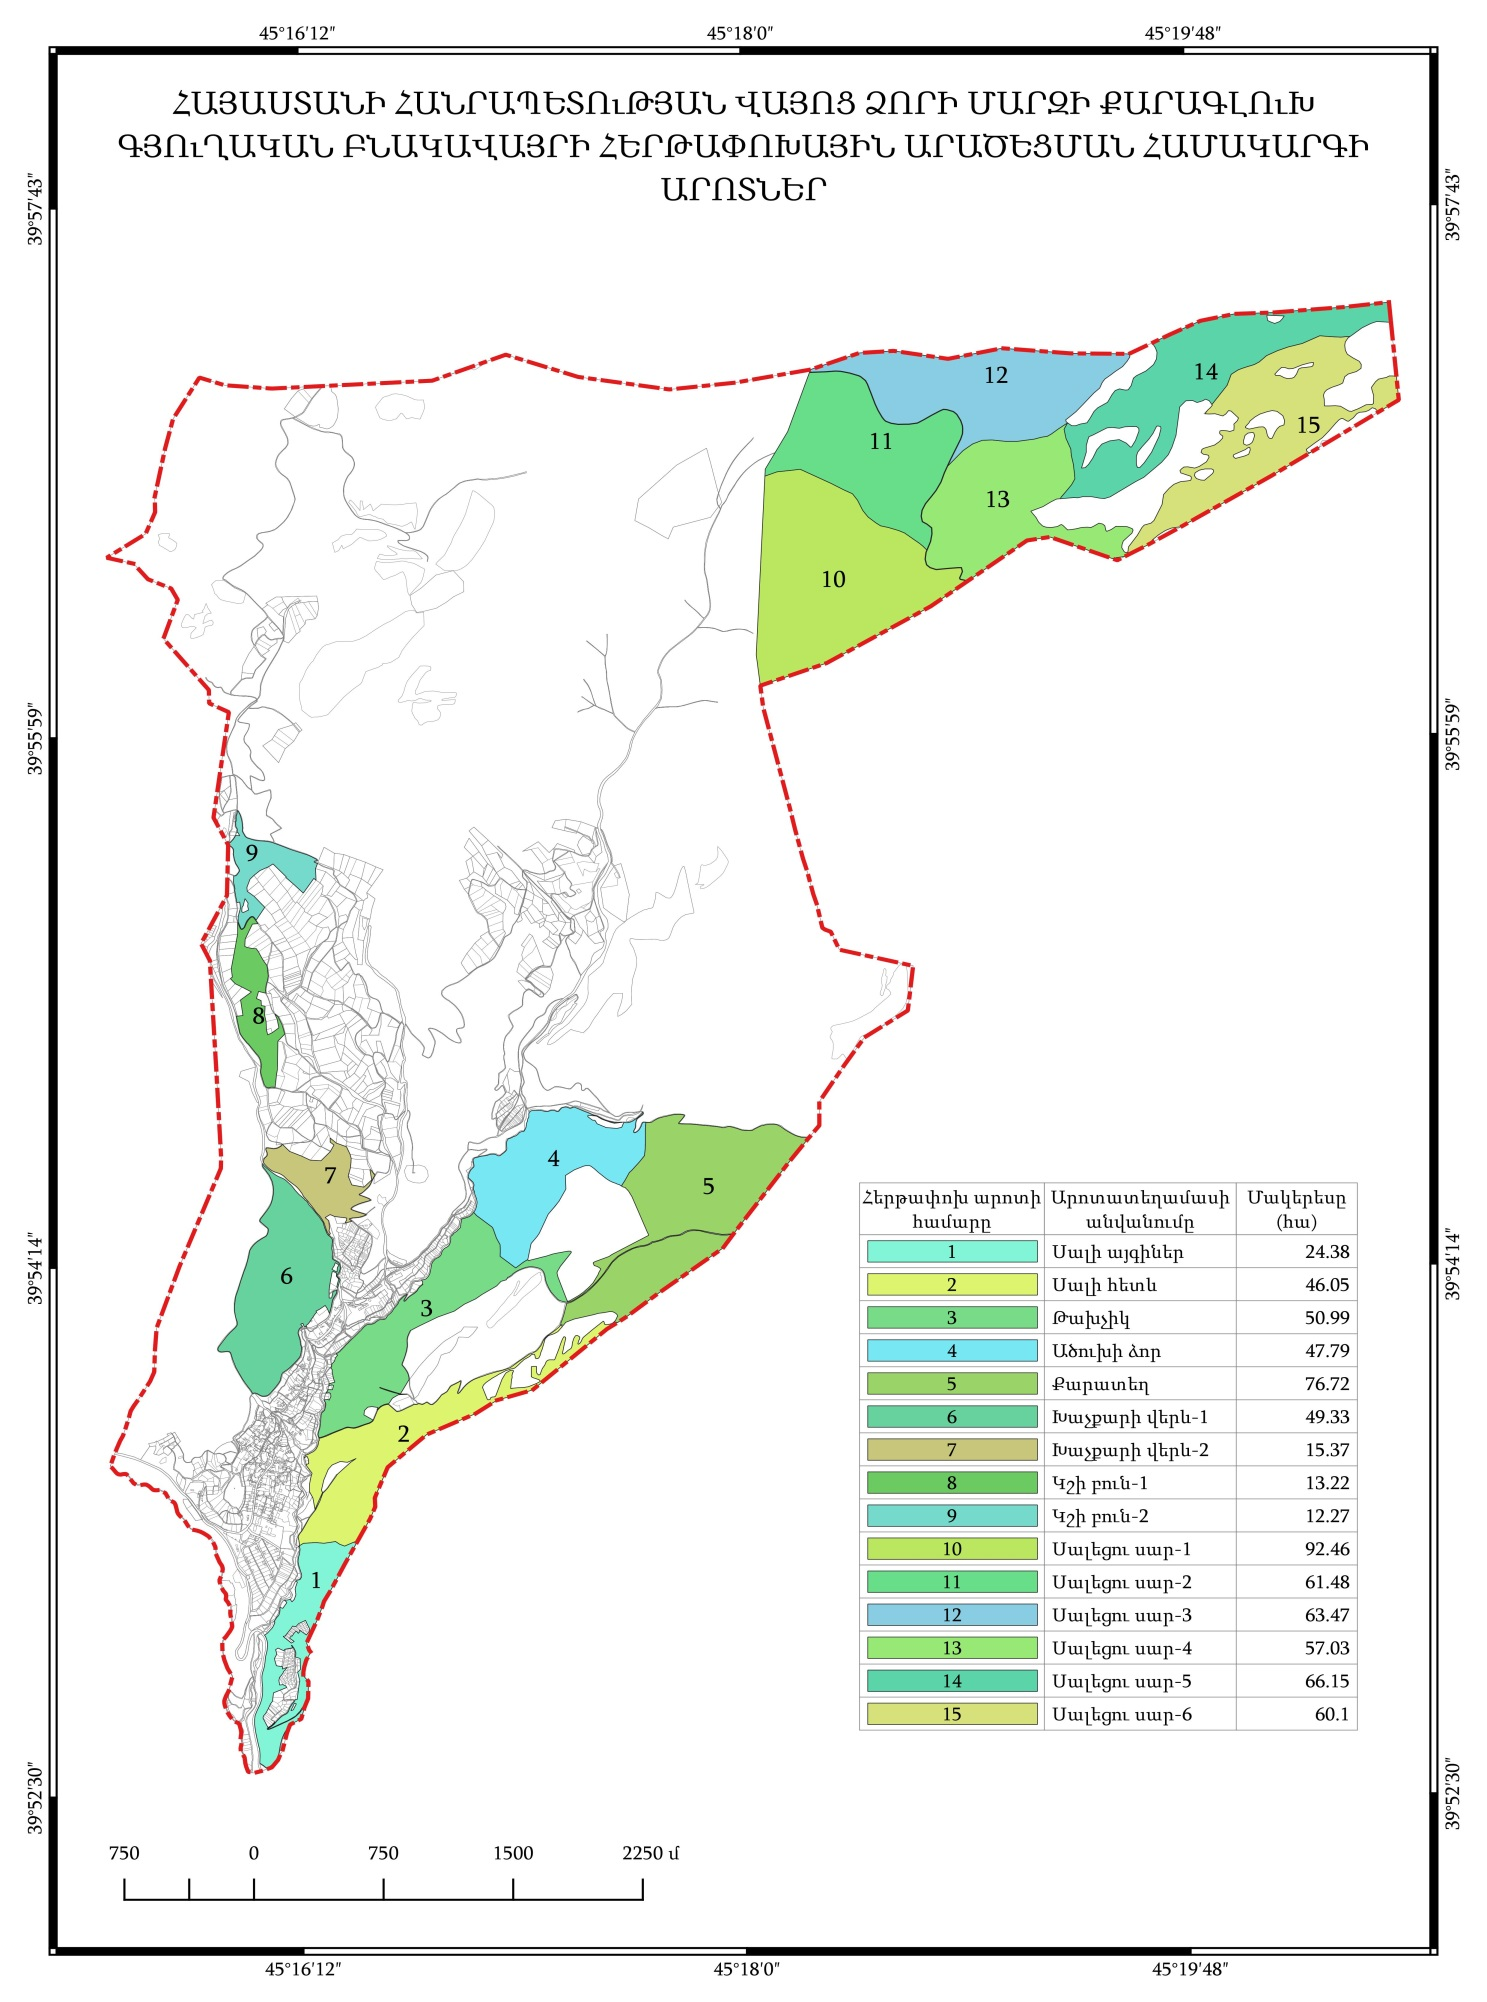 45°16'12" 45°18'0" 45°19'48"
ՀԱՅԱՍՏԱՆԻ ՀԱՆՐԱՊԵՏՈւԹՅԱՆ ՎԱՅՈՑ ՁՈՐԻ ՄԱՐԶԻ ՔԱՐԱԳԼՈւԽ
ԳՅՈւՂԱԿԱՆ ԲՆԱԿԱՎԱՅՐԻ ՀԵՐԹԱՓՈԽԱՅԻՆ ԱՐԱԾԵՑՄԱՆ ՀԱՄԱԿԱՐԳԻ
ԱՐՈՏՆԵՐ
39°57'43" 39°57'43"
14
12
15
11
13
10
39°55'59" 39°55'59"
9
8
4
7
5
6
3
2
1
39°54'14" 39°54'14"
Հերթափոխ արոտի համարը Արոտատեղամասի անվանումը Մակերեսը (հա)
1 Սալի այգիներ 24.38
2 Սալի հետև 46.05
3 Թախչիկ 50.99
4 Ածուխի ձոր 47.79
5 Քարատեղ 76.72
6 Խաչքարի վերև-1 49.33
7 Խաչքարի վերև-2 15.37
8 Կշի բուն-1 13.22
9 Կշի բուն-2 12.27
10 Սալեցու սար-1 92.46
11 Սալեցու սար-2 61.48
12 Սալեցու սար-3 63.47
13 Սալեցու սար-4 57.03
14 Սալեցու սար-5 66.15
15 Սալեցու սար-6 60.1
39°52'30" 39°52'30"
750 0 750 1500 2250 մ
45°16'12" 45°18'0" 45°19'48"